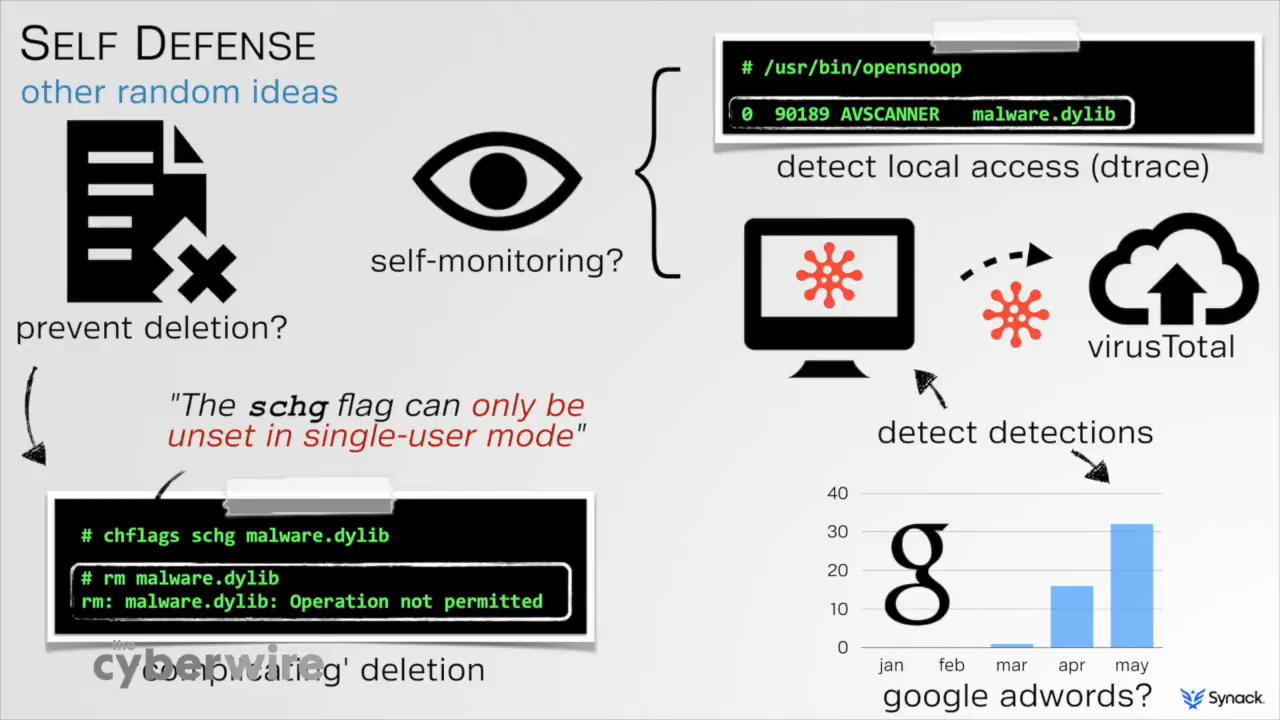 SELF DEFENSE
other random ideas
prevent deletion?
self-monitoring?
# /usr/bin/opensnoop
0 90189 AVSCANNER malware.dylib
detect local access (dtrace)
virusTotal
detect detections
"The schg flag can only be
unset in single-user mode"
# chflags schg malware.dylib
# rm malware.dylib
rm: malware.dylib: Operation not permitted
'complicating' deletion
the
cyberwire
40
30
20
10
0
g
jan feb mar apr may
google adwords?
Synack